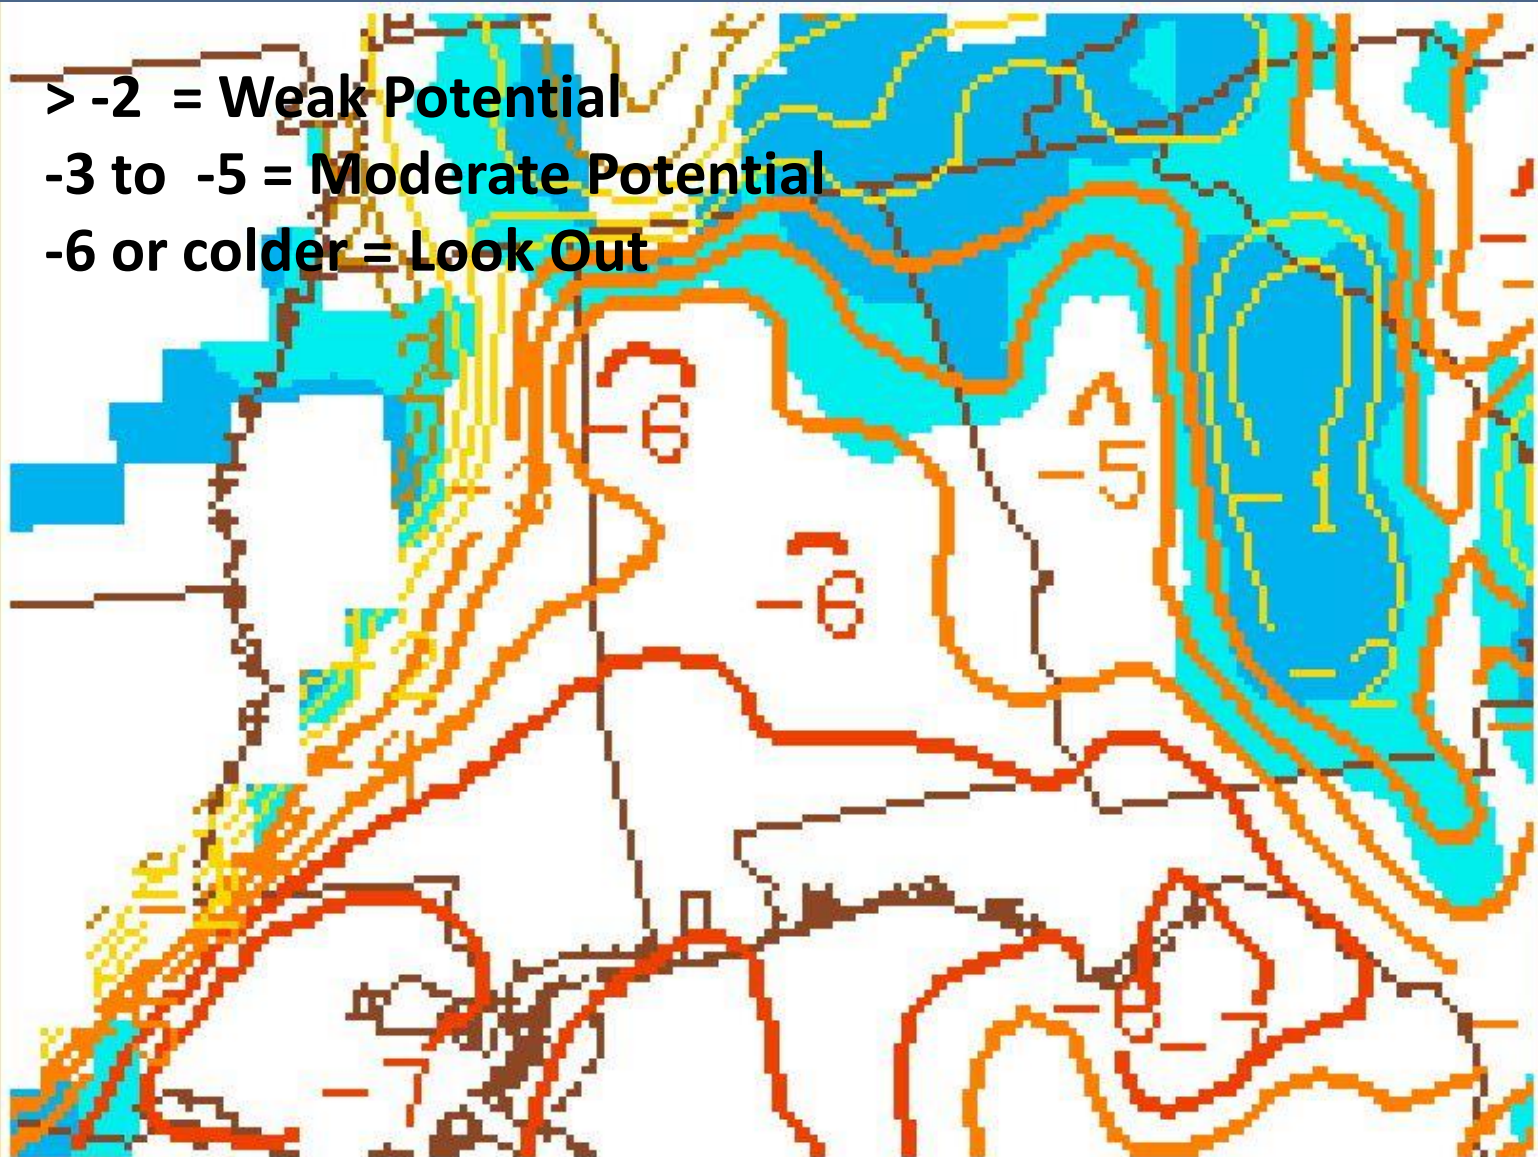 > -2 = Weak Potential
-3 to -5 = Moderate Potential
-6 or colder = Look Out
-6
-5
-1
-6
-2
-7